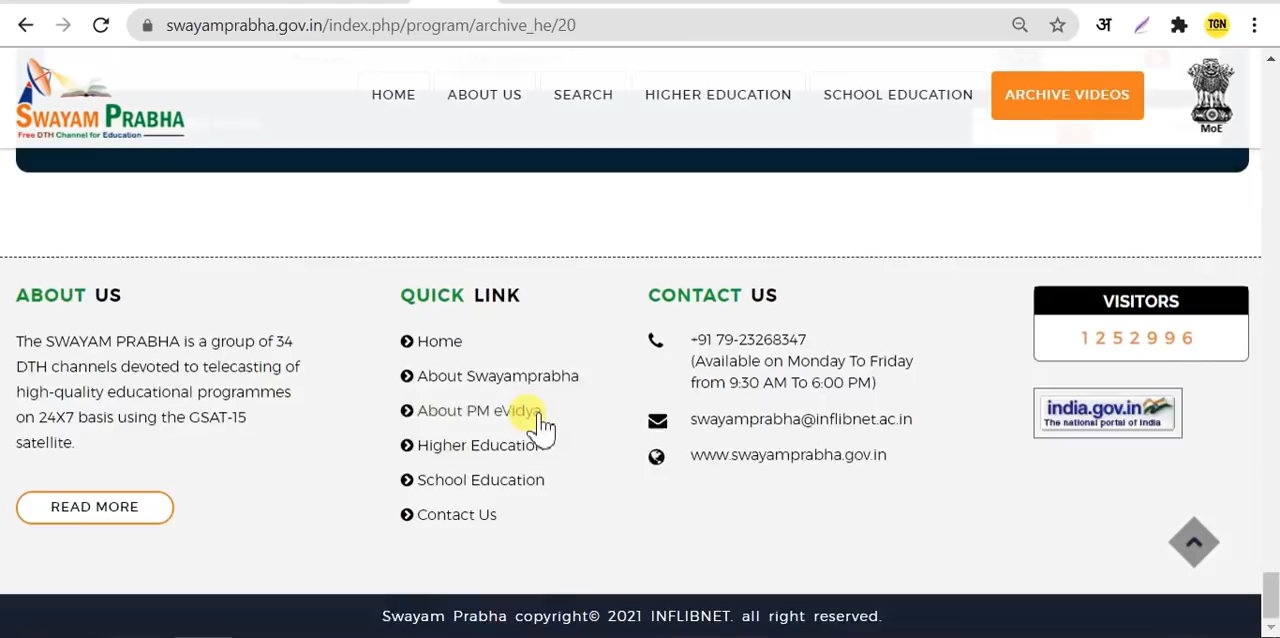 swayamprabha.gov.in/index.php/program/archive_he/20
अ
TGN
SWAYAM PRABHA
Free DTH Channel for Education
HOME
ABOUT US
SEARCH
HIGHER EDUCATION
SCHOOL EDUCATION
ARCHIVE VIDEOS
MoE
ABOUT US
The SWAYAM PRABHA is a group of 34
DTH channels devoted to telecasting of
high-quality educational programmes
on 24X7 basis using the GSAT-15
satellite.
READ MORE
QUICK LINK
Home
About Swayamprabha
About PM eVidya
Higher Education
School Education
Contact Us
CONTACT US
+91 79-23268347
(Available on Monday To Friday
from 9:30 AM To 6:00 PM)
swayamprabha@inflibnet.ac.in
www.swayamprabha.gov.in
VISITORS
1252996
india.gov.in
The national portal of India
Swayam Prabha copyright© 2021 INFLIBNET. all right reserved.